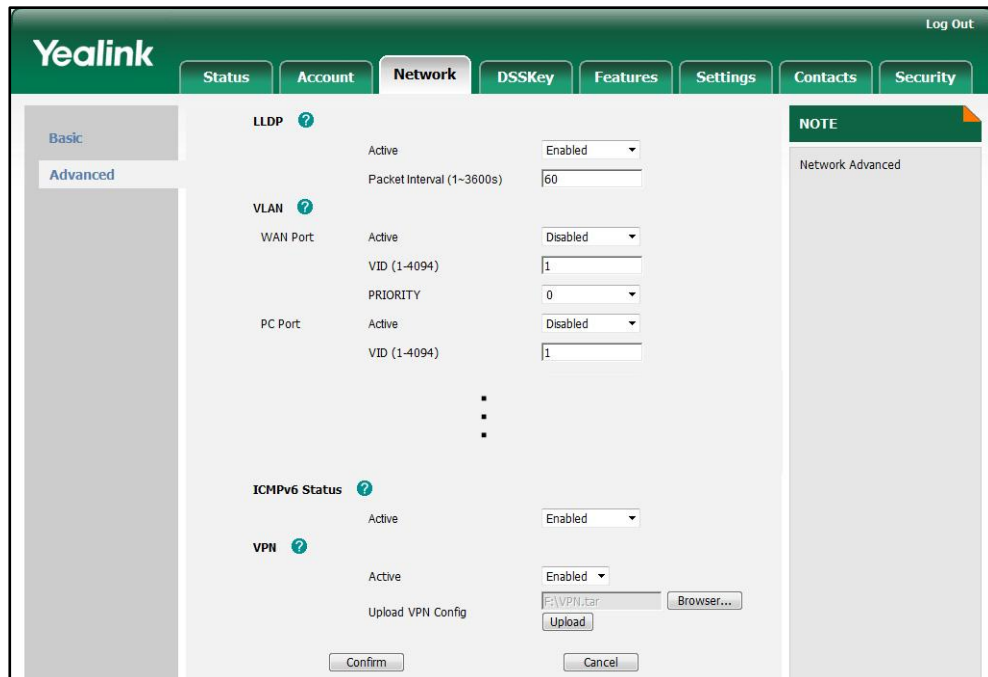 Log Out
Yealink
Status Account Network DSSKey Features Settings Contacts Security
Basic
Advanced
LLDP ?
Active Enabled
Packet Interval (1~3600s) 60
VLAN ?
WAN Port Active Disabled
VID (1-4094) 1
PRIORITY 0
PC Port Active Disabled
VID (1-4094) 1
ICMPv6 Status ?
Active Enabled
VPN ?
Active Enabled
Upload VPN Config F:\VPN.tar Browser...
Upload
Confirm Cancel
NOTE
Network Advanced